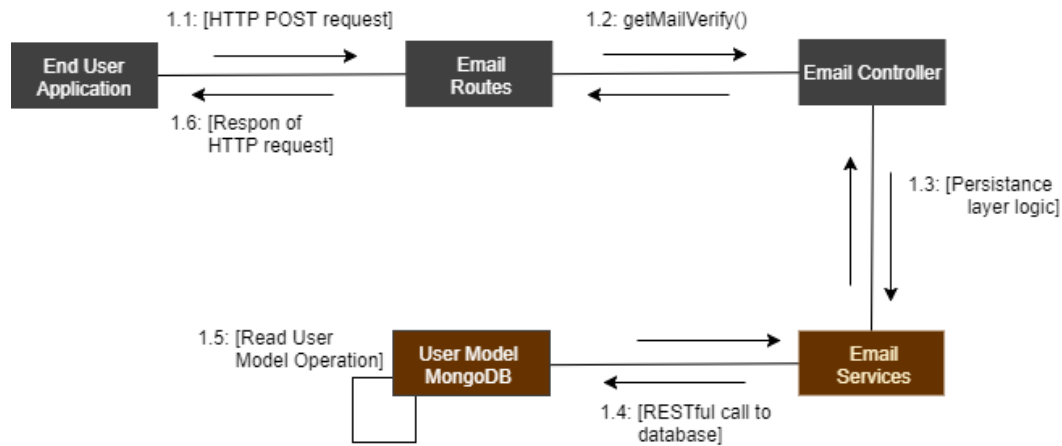 1.1: [HTTP POST request]
1.2: getMailVerify()
End User
Application
Email
Routes
Email Controller
1.6: [Respon of
HTTP request]
1.3: [Persistance
layer logic]
1.5: [Read User
Model Operation]
User Model
MongoDB
Email
Services
1.4: [RESTful call to
database]